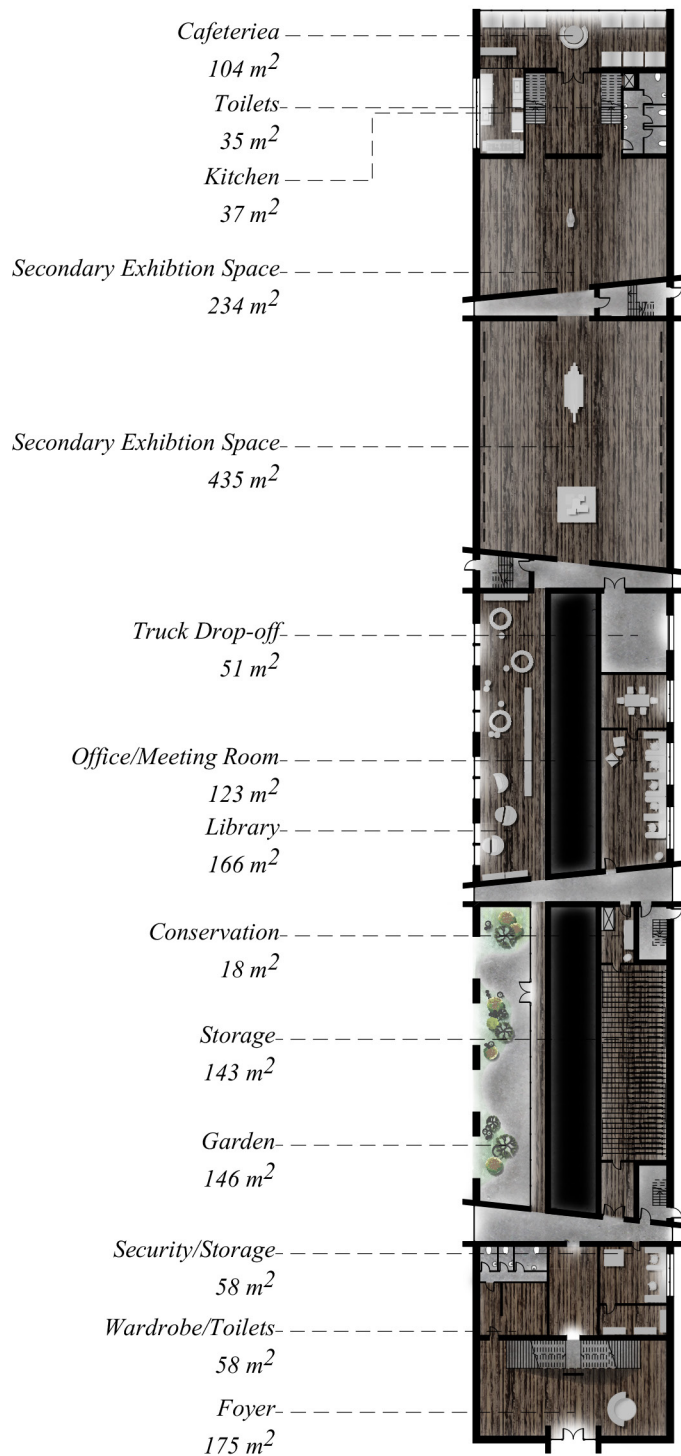 Cafeteriea
104 m²
Toilets
35 m²
Kitchen
37 m²
Secondary Exhibtion Space
234 m²
Secondary Exhibtion Space
435 m²
Truck Drop-off
51 m²
Office/Meeting Room
123 m²
Library
166 m²
Conservation
18 m²
Storage
143 m²
Garden
146 m²
Security/Storage
58 m²
Wardrobe/Toilets
58 m²
Foyer
175 m²